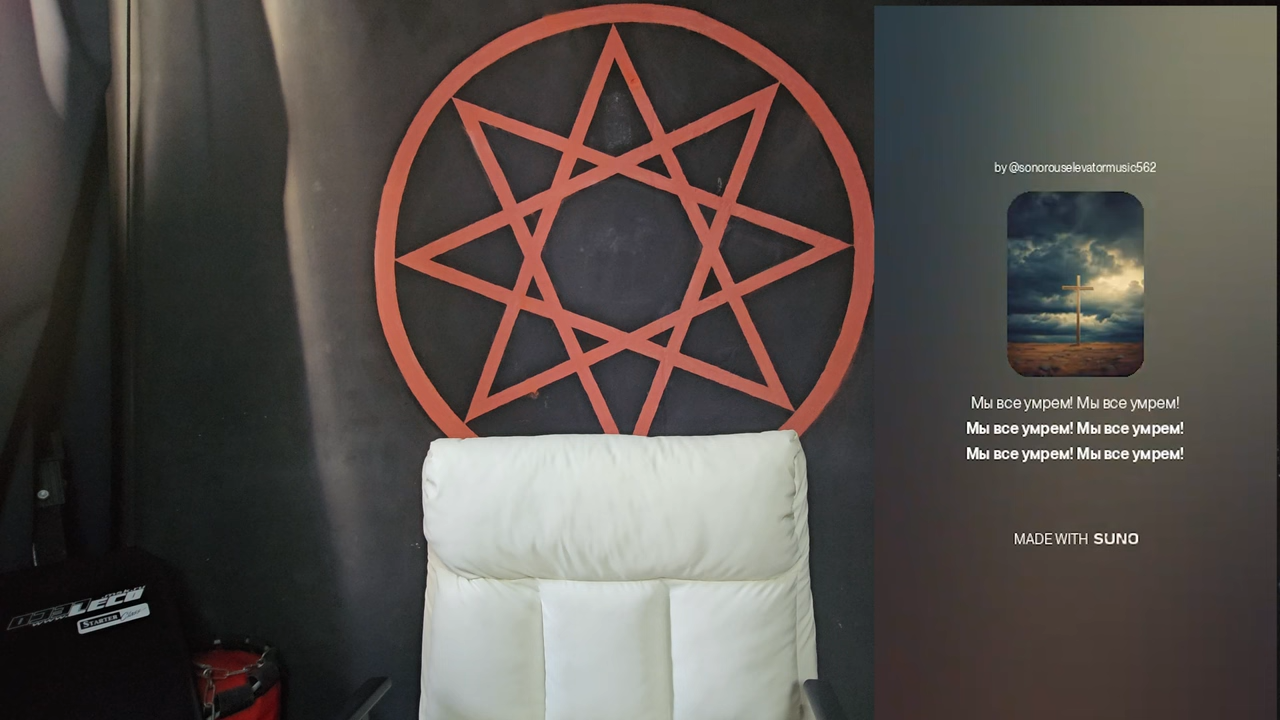 by @sonorouselevatormusic562
Мы все умрем! Мы все умрем!
Мы все умрем! Мы все умрем!
Мы все умрем! Мы все умрем!
MADE WITH SUNO
STARTER